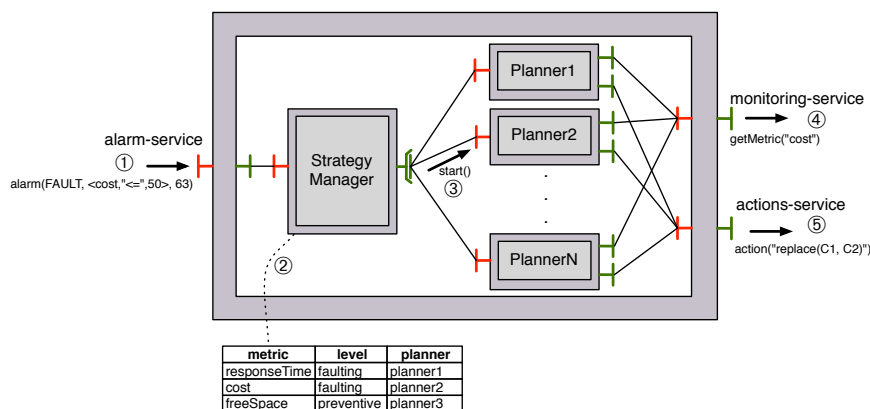 Planner1
monitoring-service
④
getMetric("cost")
alarm-service
①
alarm(FAULT, <cost,"<=",50>, 63)
Strategy
Manager
Planner2
start()
③
.
.
.
.
actions-service
⑤
action("replace(C1, C2)")
②
PlannerN
metric level planner
responseTime faulting planner1
cost faulting planner2
freeSpace preventive planner3